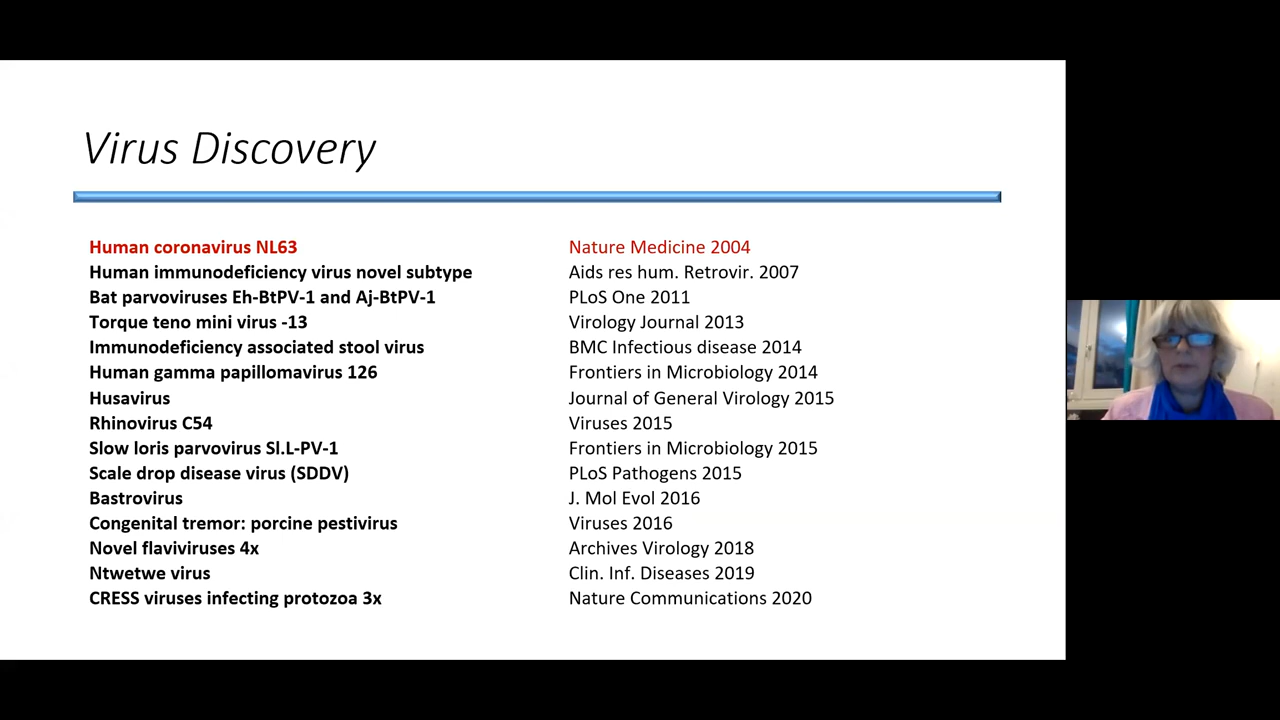 Virus Discovery
Human coronavirus NL63 Nature Medicine 2004
Human immunodeficiency virus novel subtype Aids res hum. Retrovir. 2007
Bat parvoviruses Eh-BtPV-1 and Aj-BtPV-1 PLoS One 2011
Torque teno mini virus -13 Virology Journal 2013
Immunodeficiency associated stool virus BMC Infectious disease 2014
Human gamma papillomavirus 126 Frontiers in Microbiology 2014
Husavirus Journal of General Virology 2015
Rhinovirus C54 Viruses 2015
Slow loris parvovirus Sl.L-PV-1 Frontiers in Microbiology 2015
Scale drop disease virus (SDDV) PLoS Pathogens 2015
Bastrovirus J. Mol Evol 2016
Congenital tremor: porcine pestivirus Viruses 2016
Novel flaviviruses 4x Archives Virology 2018
Ntwetwe virus Clin. Inf. Diseases 2019
CRESS viruses infecting protozoa 3x Nature Communications 2020